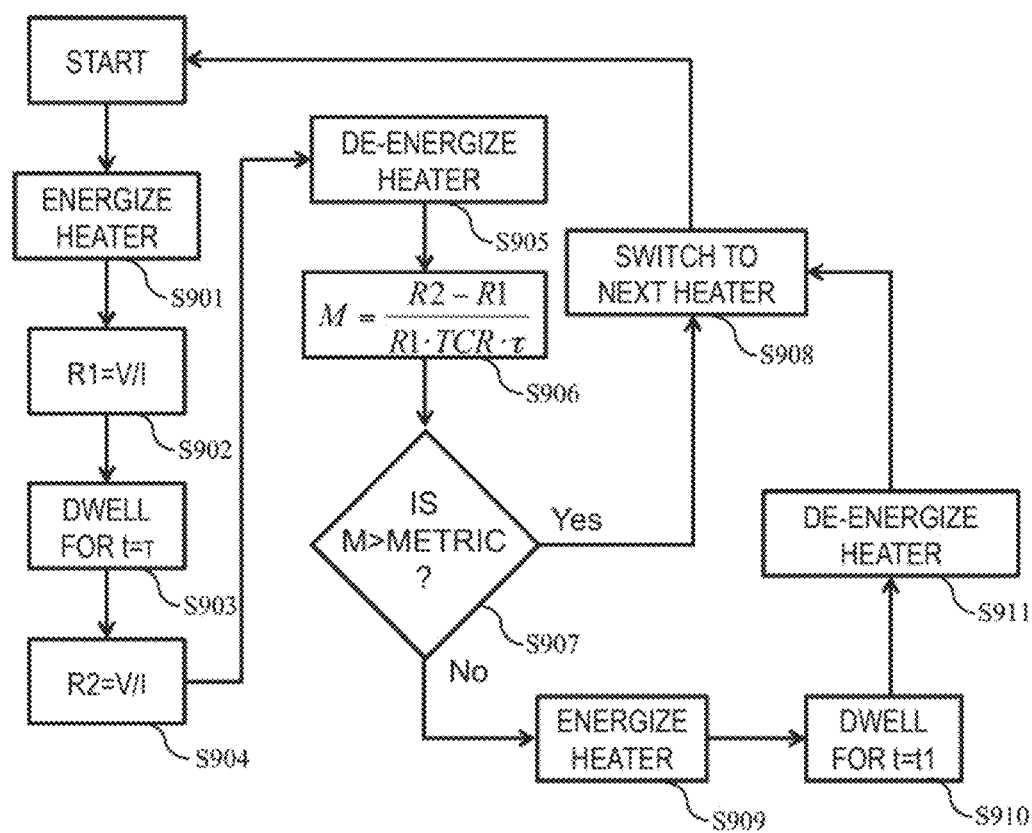 START
ENERGIZE
HEATER
S901
R1=V/I
S902
DWELL
FOR t=τ
S903
R2=V/I
S904
DE-ENERGIZE
HEATER
S905
M = R2 – R1
R1·TCR·τ
S906
IS
M>METRIC
?
S907
Yes
No
SWITCH TO
NEXT HEATER
S908
ENERGIZE
HEATER
S909
DWELL
FOR t=t1
S910
DE-ENERGIZE
HEATER
S911